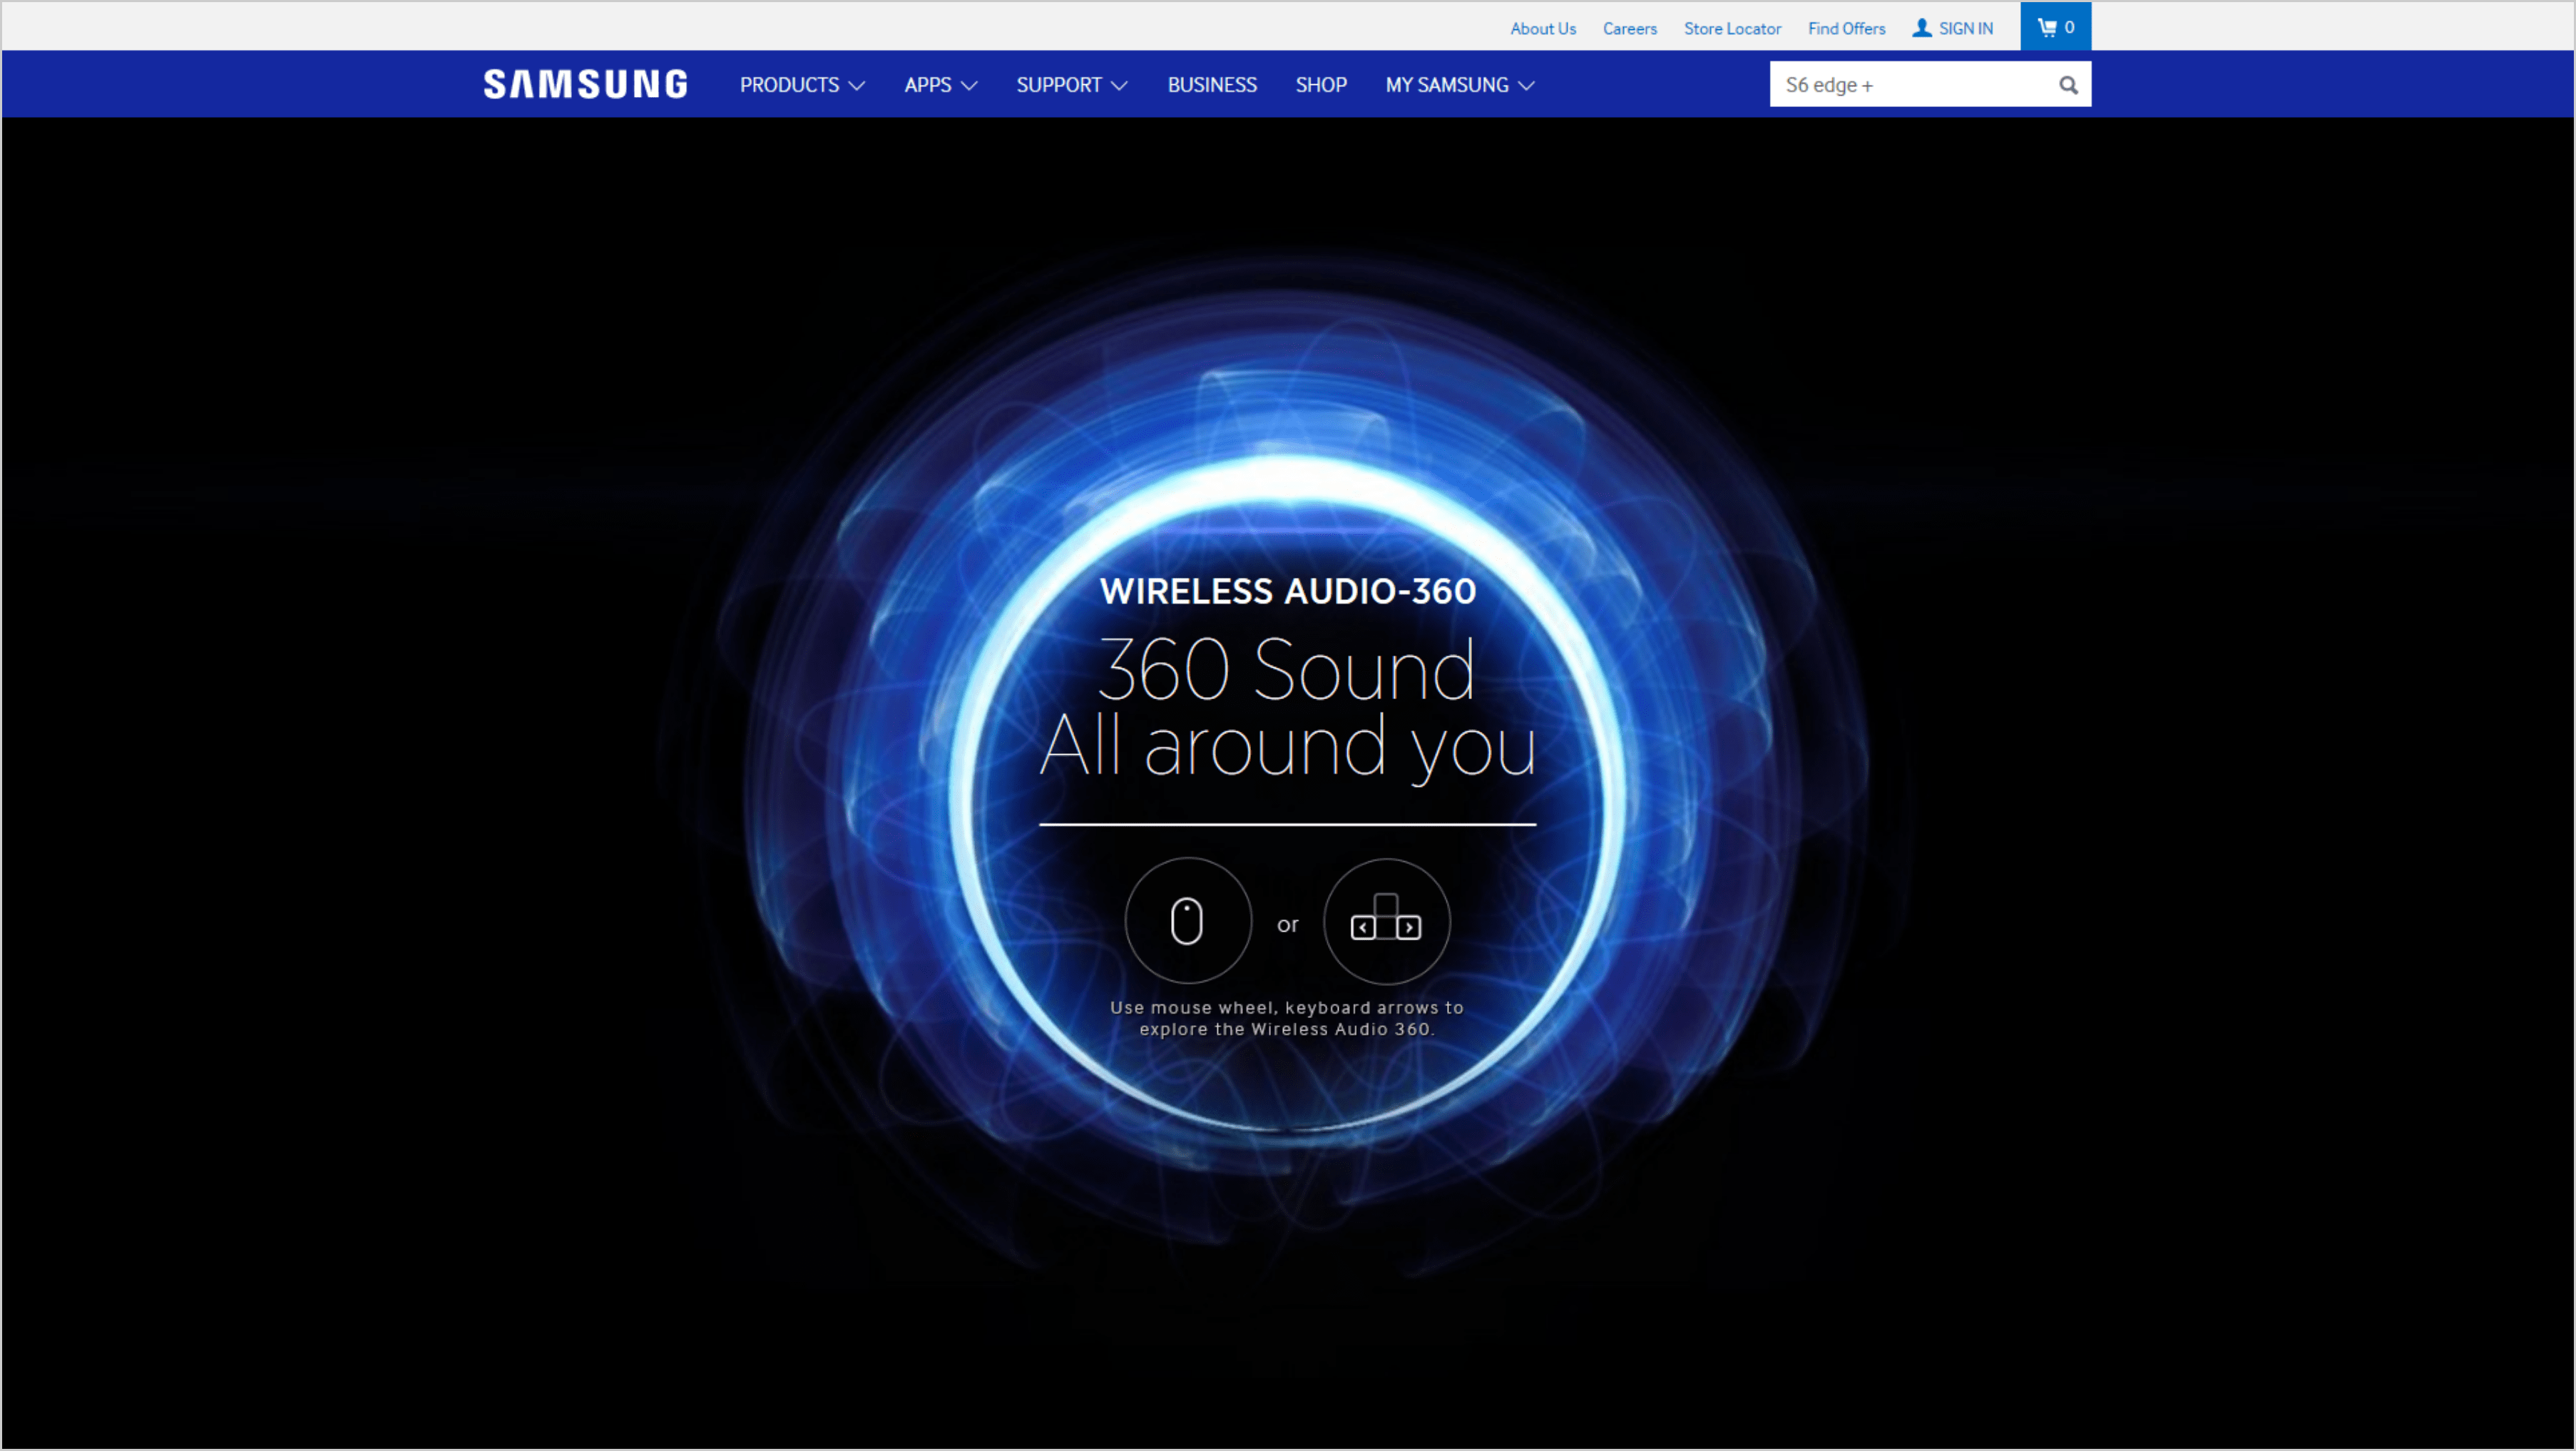 About Us Careers Store Locator Find Offers SIGN IN 0
SAMSUNG PRODUCTS APPS SUPPORT BUSINESS SHOP MY SAMSUNG S6 edge +
WIRELESS AUDIO-360
360 Sound
All around you
or
Use mouse wheel, keyboard arrows to
explore the Wireless Audio 360.